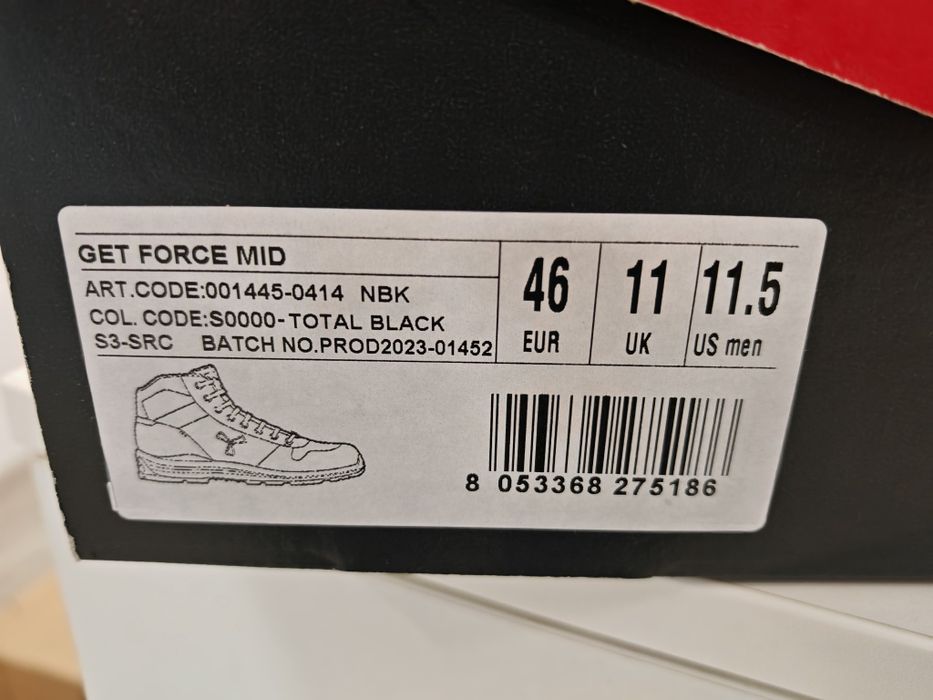 GET FORCE MID
ART.CODE:001445-0414 NBK
COL. CODE:S0000-TOTAL BLACK
S3-SRC BATCH NO.PROD2023-01452
46 11 11.5
EUR UK US men
8 053368 275186